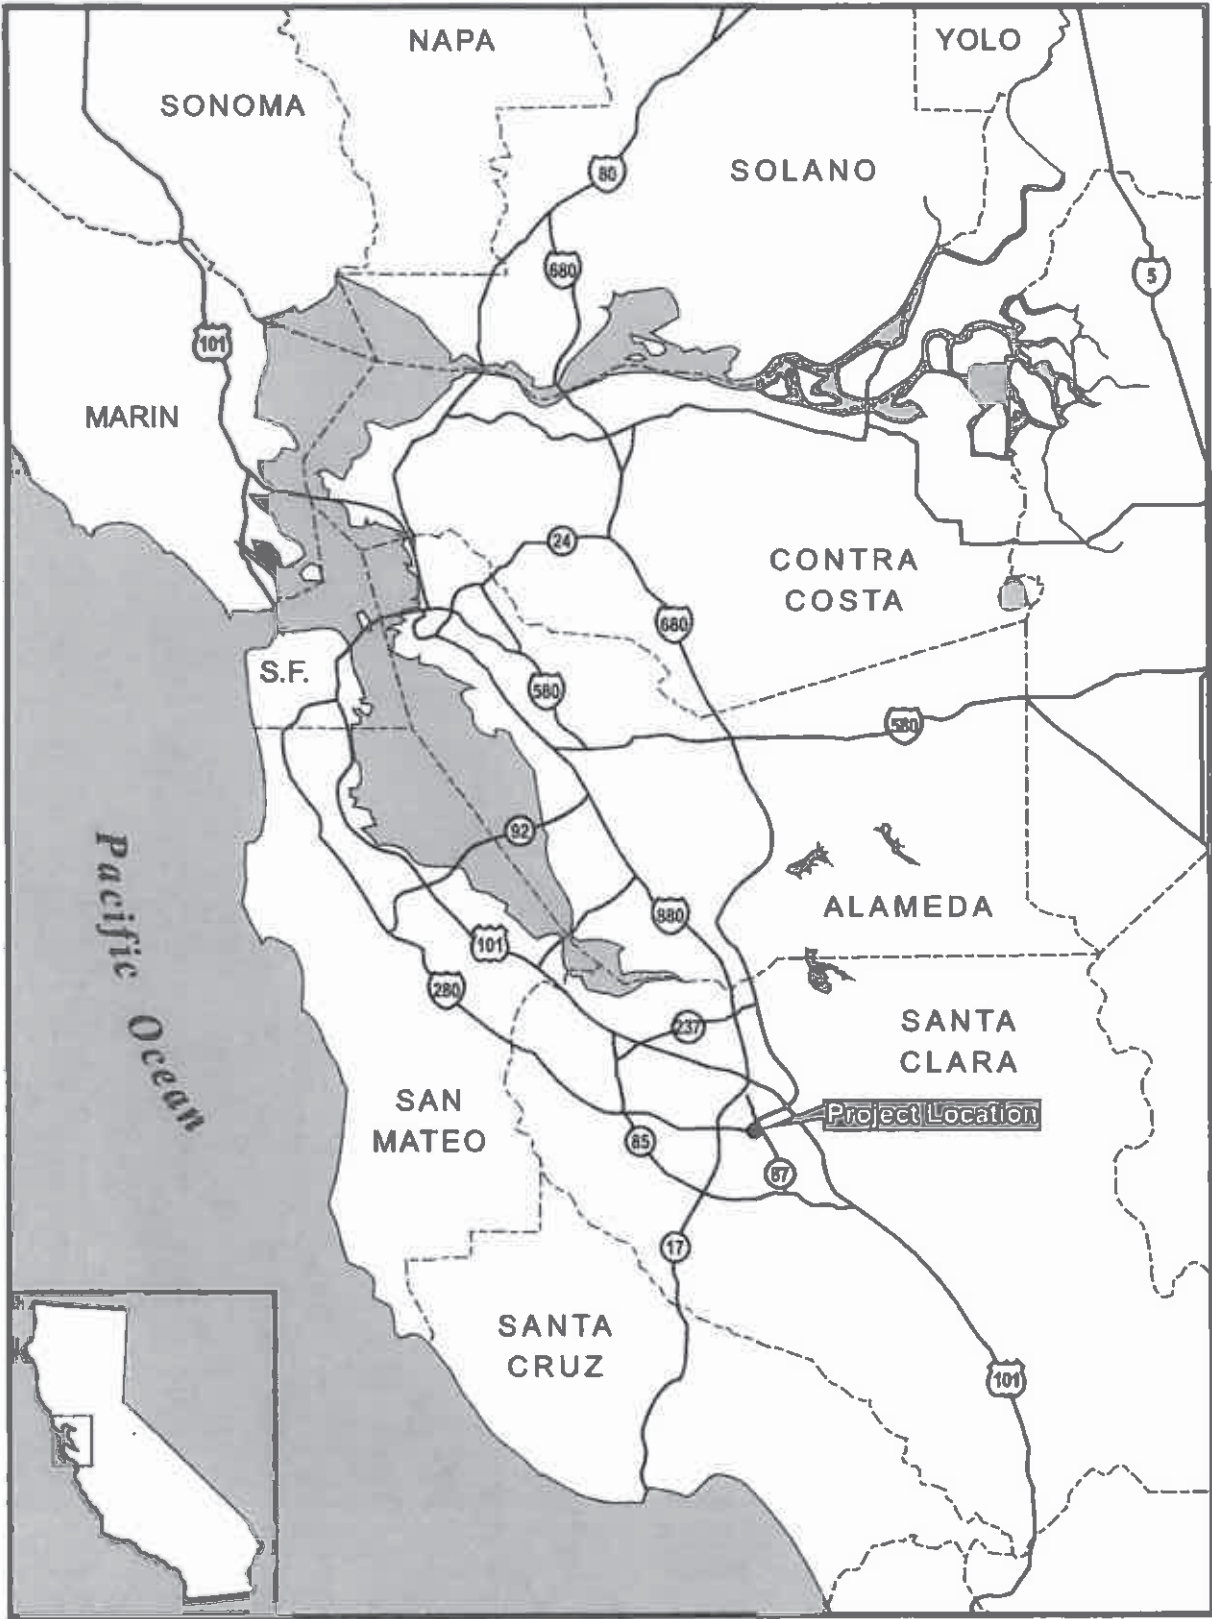 NAPA
YOLO
SONOMA
80
SOLANO
680
5
101
MARIN
24
CONTRA
COSTA
680
S.F.
580
580
92
Pacific Ocean
ALAMEDA
880
101
280
237
SANTA
CLARA
SAN
MATEO
Project Location
85
87
17
SANTA
CRUZ
101